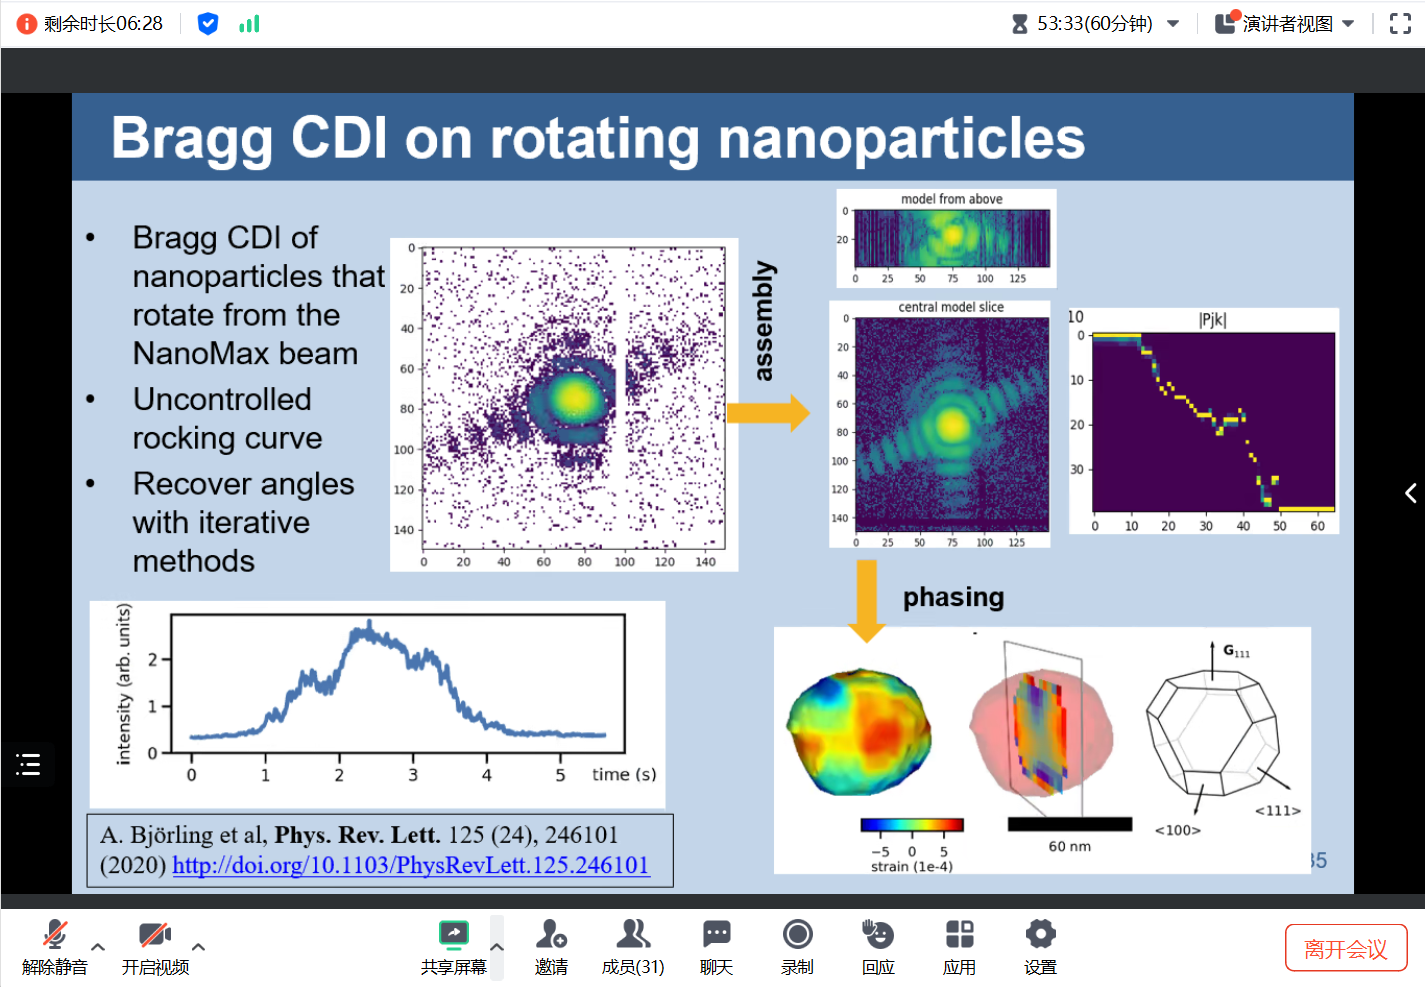 剩余时长06:28
53:33(60分钟)
演讲者视图
Bragg CDI on rotating nanoparticles
• Bragg CDI of
nanoparticles that
rotate from the
NanoMax beam
• Uncontrolled
rocking curve
• Recover angles
with iterative
methods
0
20
40
60
80
100
120
140
0 20 40 60 80 100 120 140
assembly
model from above
0
20
0 25 50 75 100 125
central model slice
0
20
40
60
80
100
120
140
0 25 50 75 100 125
10
|Pjk|
0
10
20
30
0 10 20 30 40 50 60
phasing
intensity (arb. units)
2
1
0
0 1 2 3 4 5 time (s)
G111
<100>
<111>
−5 0 5
strain (1e-4)
60 nm
A. Björling et al, Phys. Rev. Lett. 125 (24), 246101
(2020) http://doi.org/10.1103/PhysRevLett.125.246101
35
解除静音
开启视频
共享屏幕
邀请
成员(31)
聊天
录制
回应
应用
设置
离开会议